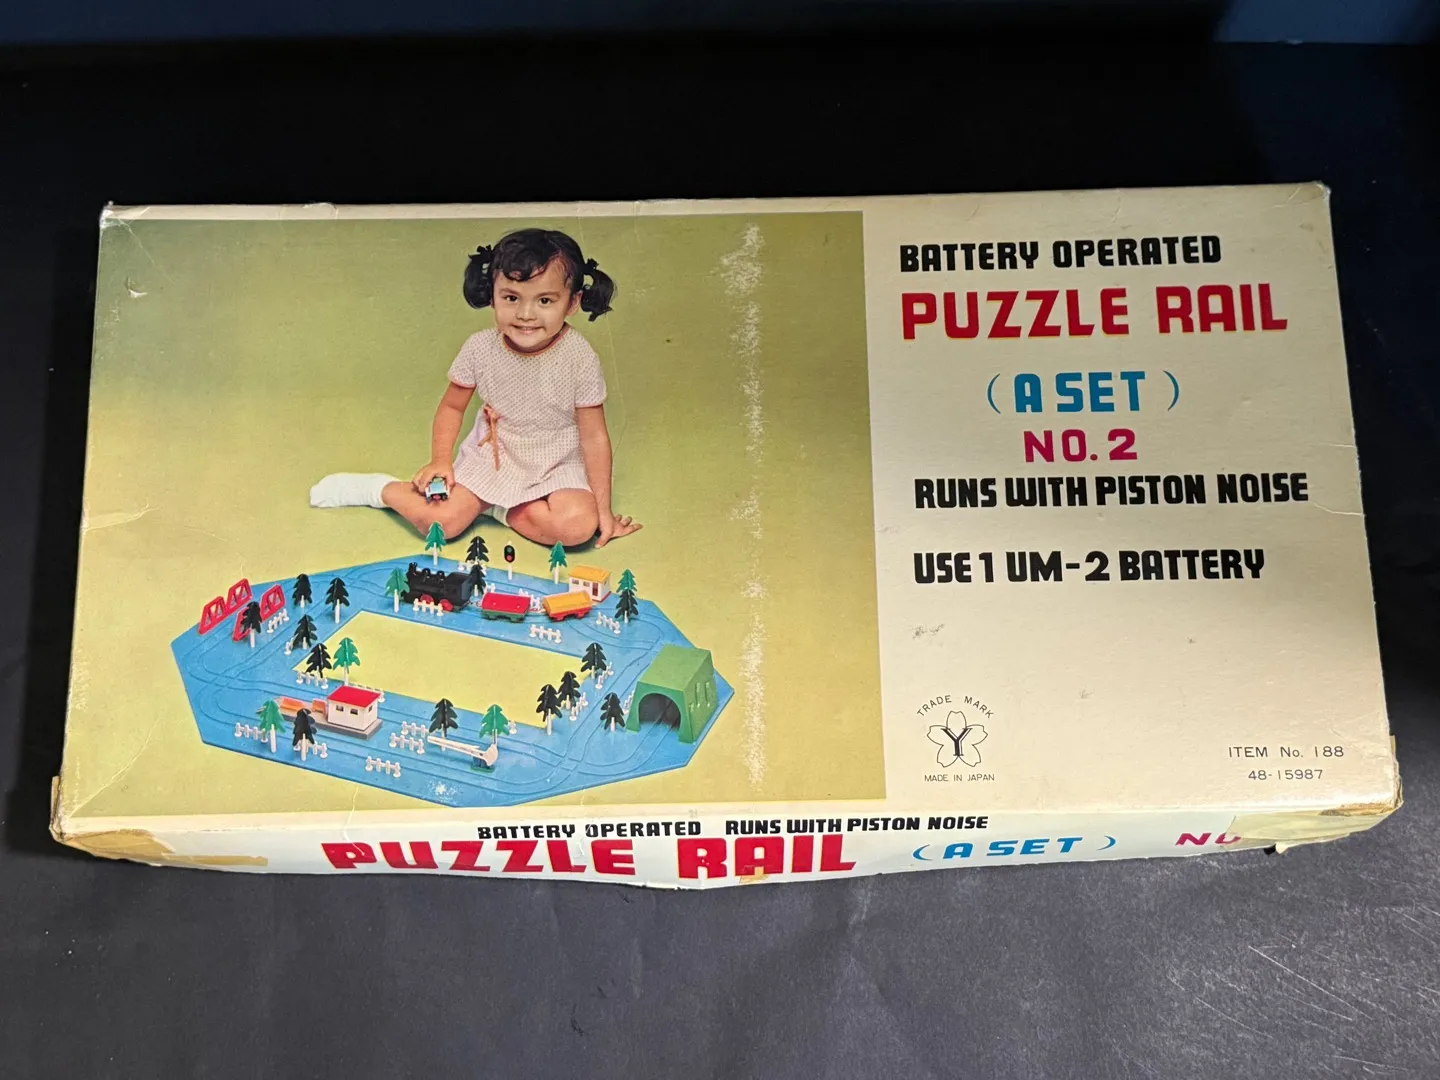 BATTERY OPERATED
PUZZLE RAIL
(A SET)
NO. 2
RUNS WITH PISTON NOISE
USE 1 UM-2 BATTERY
TRADE MARK
Y
MADE IN JAPAN
ITEM No. 188
48-15987
BATTERY OPERATED RUNS WITH PISTON NOISE
PUZZLE RAIL (A SET)